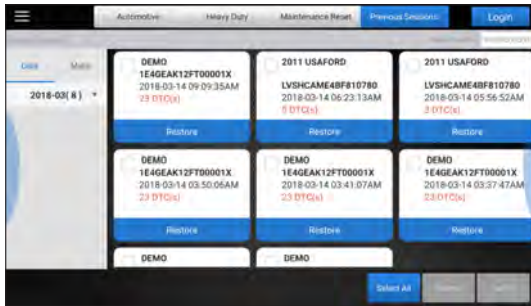 Automotive
Heavy Duty
Maintenance Reset
Previous Sessions
Login
Date
Make
2018-03( 8 )
DEMO
1E4GEAK12FT00001X
2018-03-14 09:09:35AM
23 DTC(s)
Restore
2011 USAFORD
LVSHCAME4BF810780
2018-03-14 06:23:13AM
5 DTC(s)
Restore
2011 USAFORD
LVSHCAME4BF810780
2018-03-14 05:56:52AM
3 DTC(s)
Restore
DEMO
1E4GEAK12FT00001X
2018-03-14 03:50:06AM
23 DTC(s)
Restore
DEMO
1E4GEAK12FT00001X
2018-03-14 03:41:07AM
23 DTC(s)
Restore
DEMO
1E4GEAK12FT00001X
2018-03-14 03:37:47AM
23 DTC(s)
Restore
DEMO
DEMO
Select All